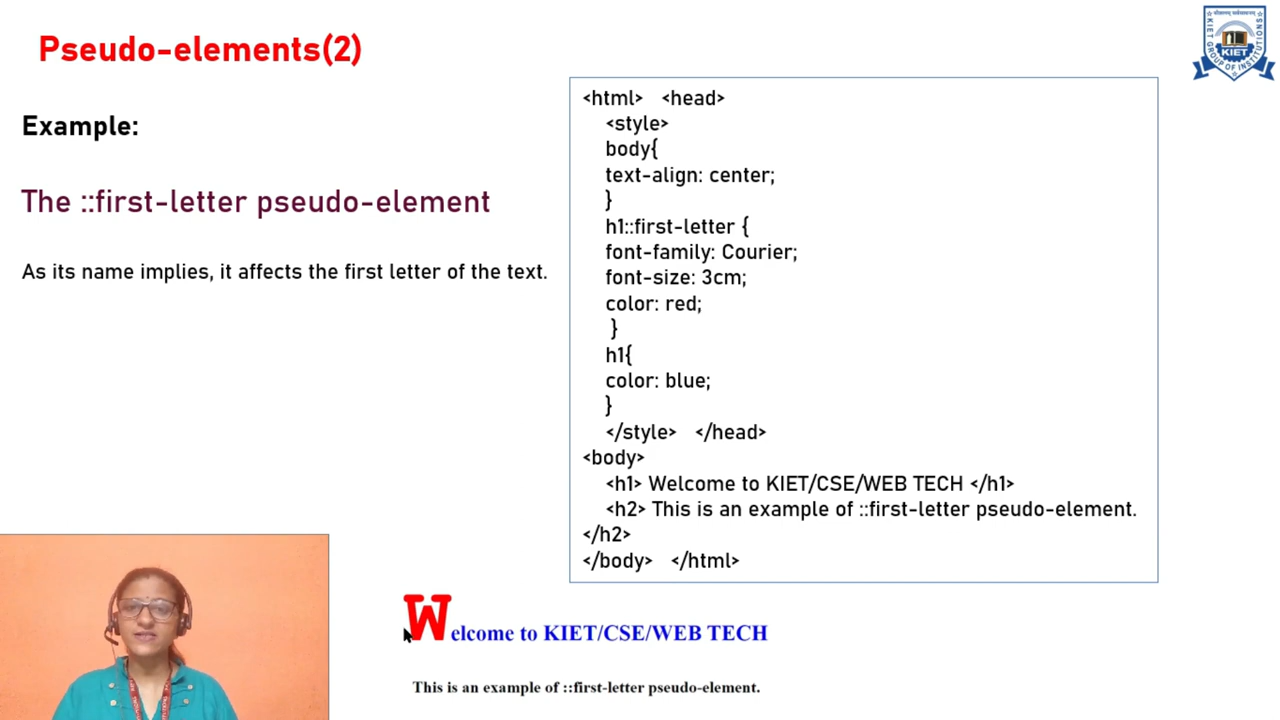 Pseudo-elements(2)
Example:
The ::first-letter pseudo-element
As its name implies, it affects the first letter of the text.
<html> <head>
<style>
body{
text-align: center;
}
h1::first-letter {
font-family: Courier;
font-size: 3cm;
color: red;
}
h1{
color: blue;
}
</style> </head>
<body>
<h1> Welcome to KIET/CSE/WEB TECH </h1>
<h2> This is an example of ::first-letter pseudo-element.
</h2>
</body> </html>
Welcome to KIET/CSE/WEB TECH
This is an example of ::first-letter pseudo-element.
KIET
KIET GROUP OF INSTITUTIONS